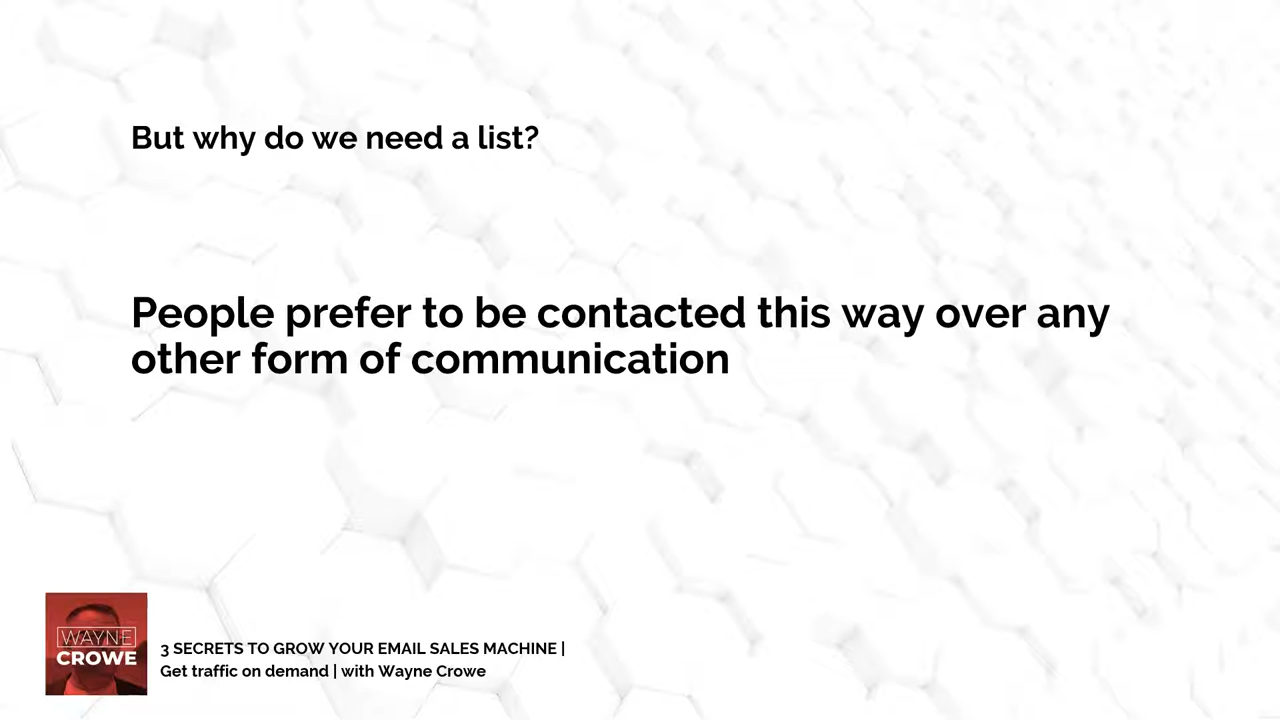 But why do we need a list?
People prefer to be contacted this way over any
other form of communication
WAYNE
CROWE
3 SECRETS TO GROW YOUR EMAIL SALES MACHINE |
Get traffic on demand | with Wayne Crowe